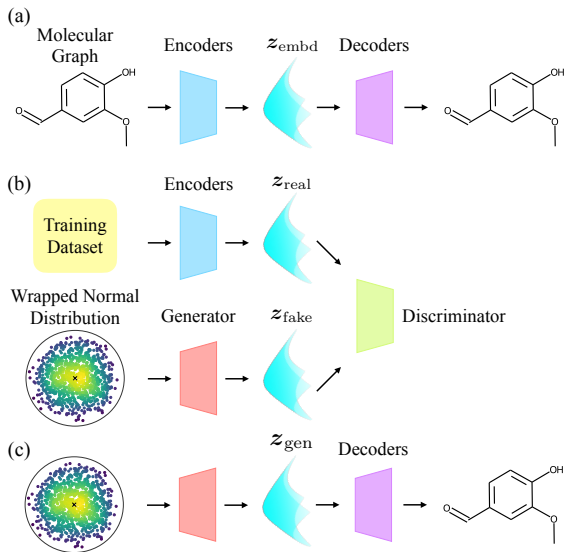 (a)
Molecular
Graph
Encoders
z_embd
Decoders
OH
O
O
OH
O
O
(b)
Encoders
z_real
Training
Dataset
Wrapped Normal
Distribution
Generator
z_fake
Discriminator
(c)
z_gen
Decoders
OH
O
O